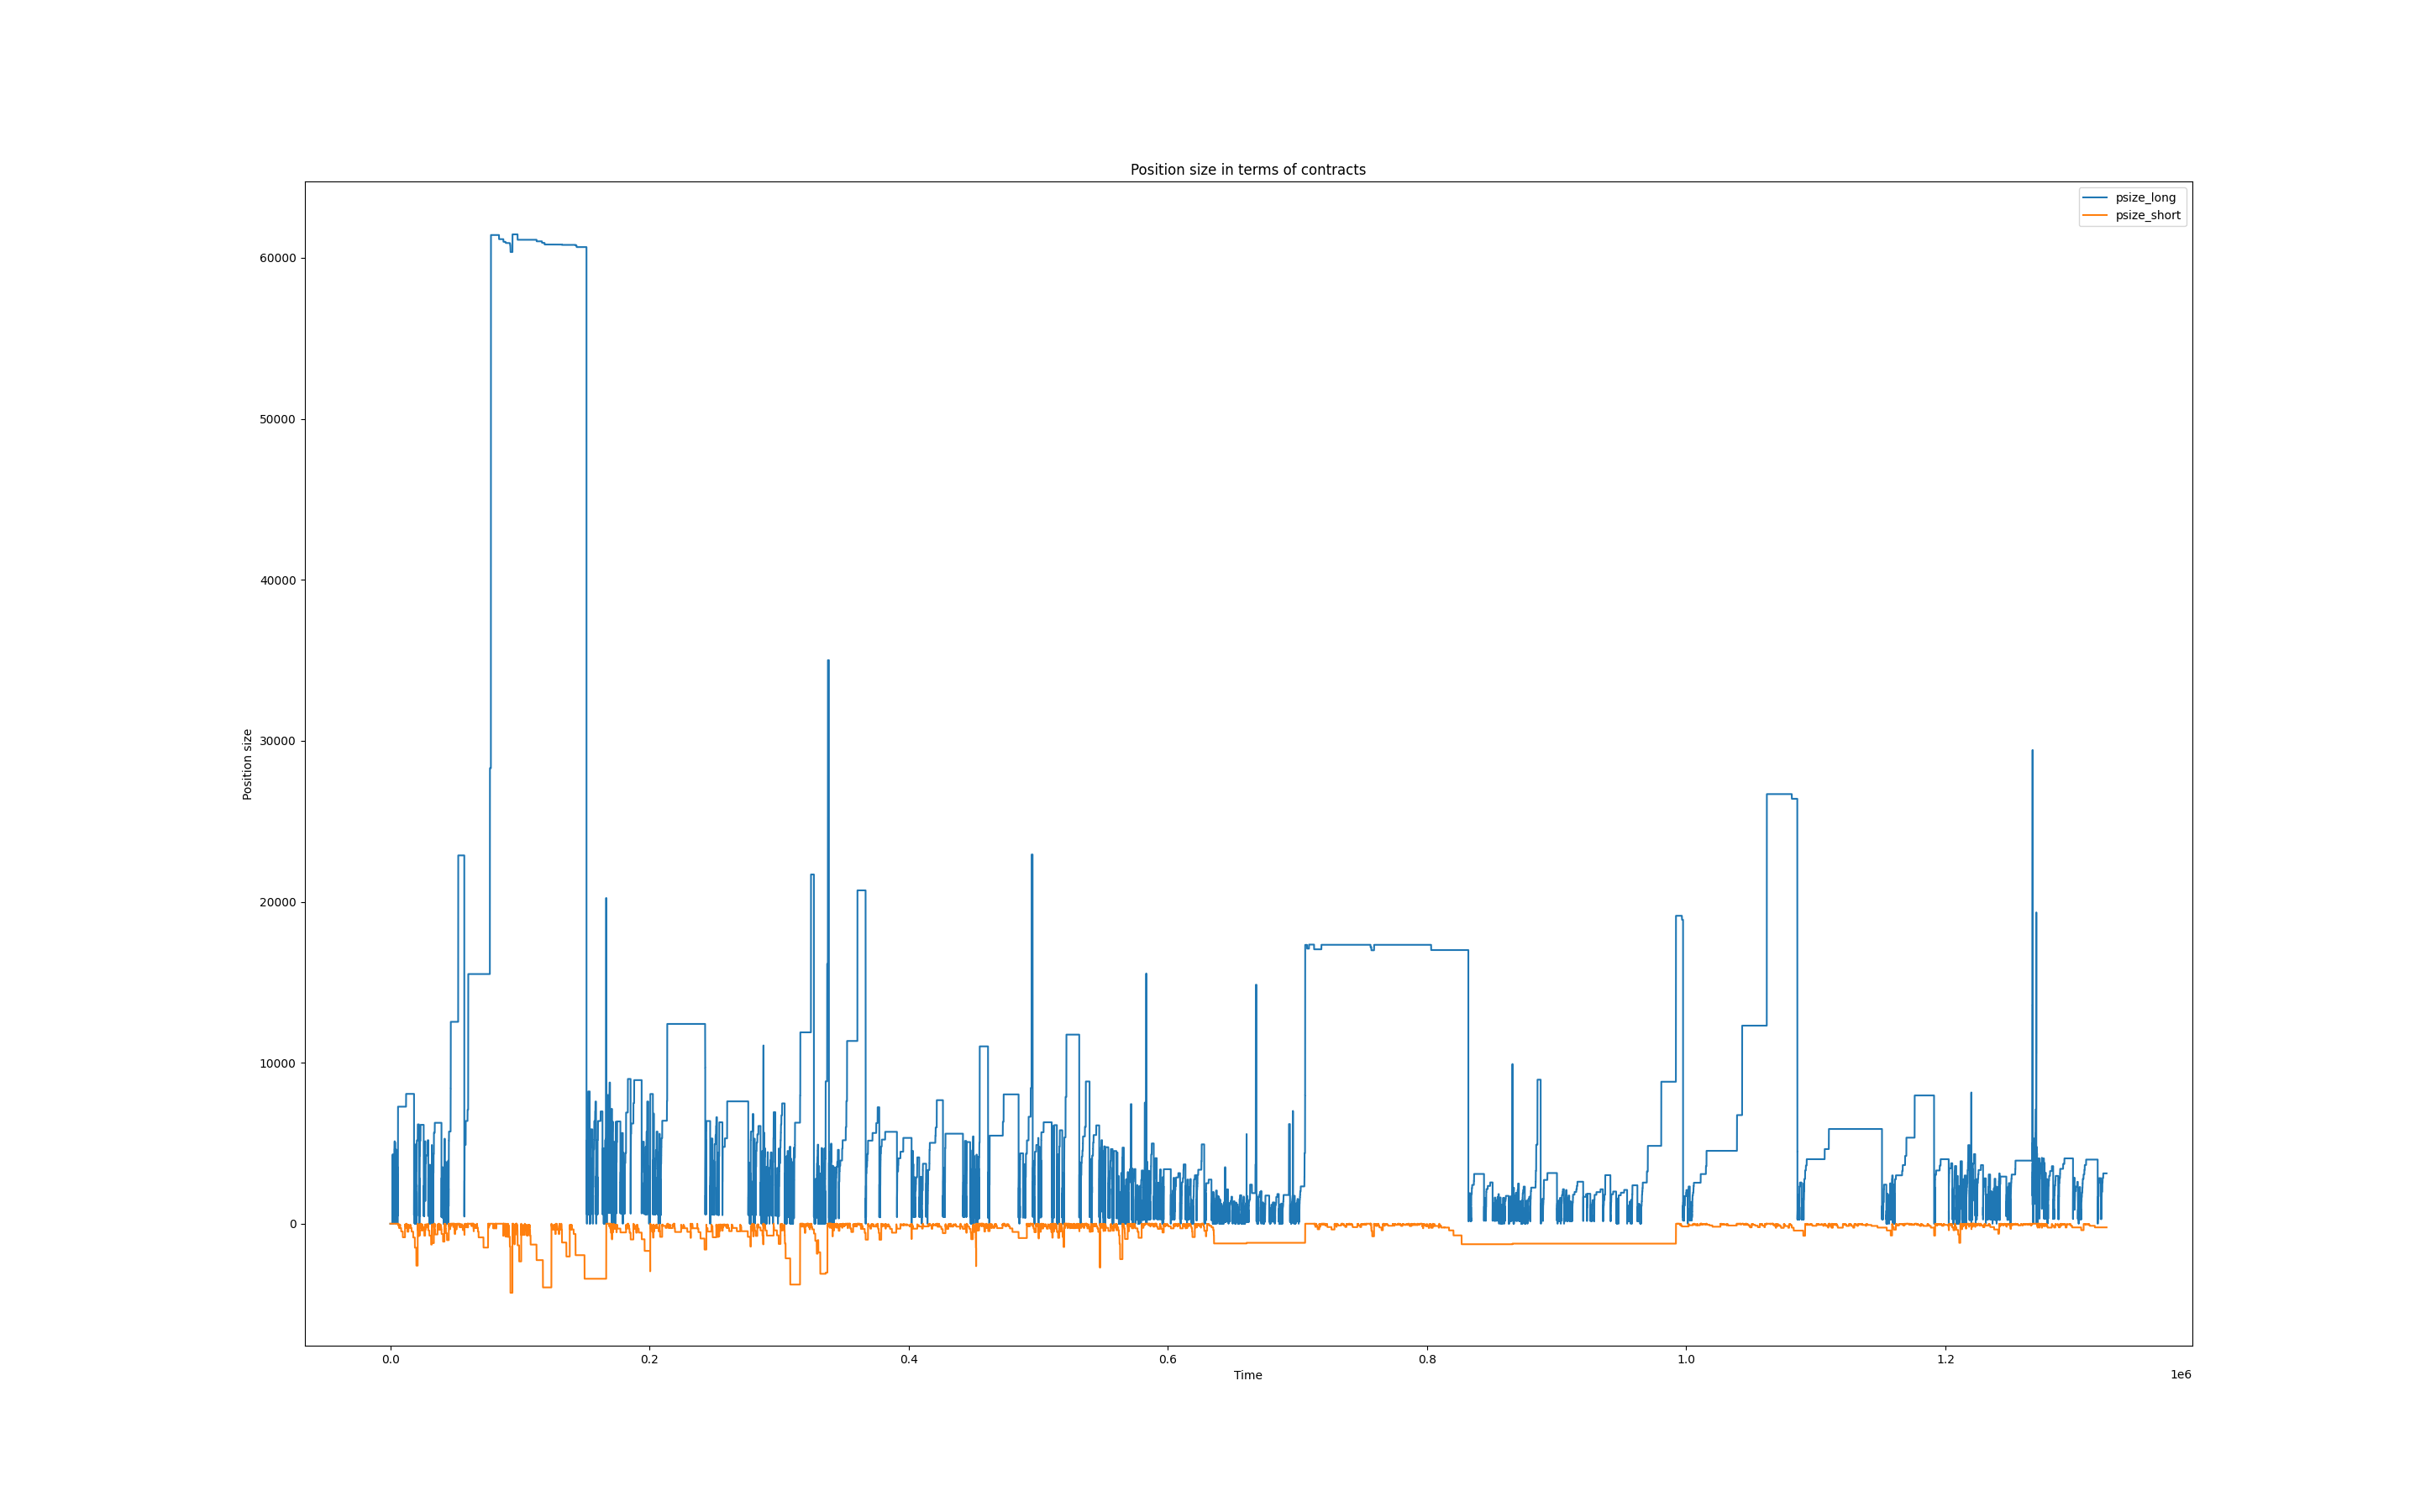 Position size in terms of contracts
psize_long
psize_short
60000
50000
40000
30000
20000
10000
0
Position size
0.0
0.2
0.4
0.6
0.8
1.0
1.2
Time
1e6